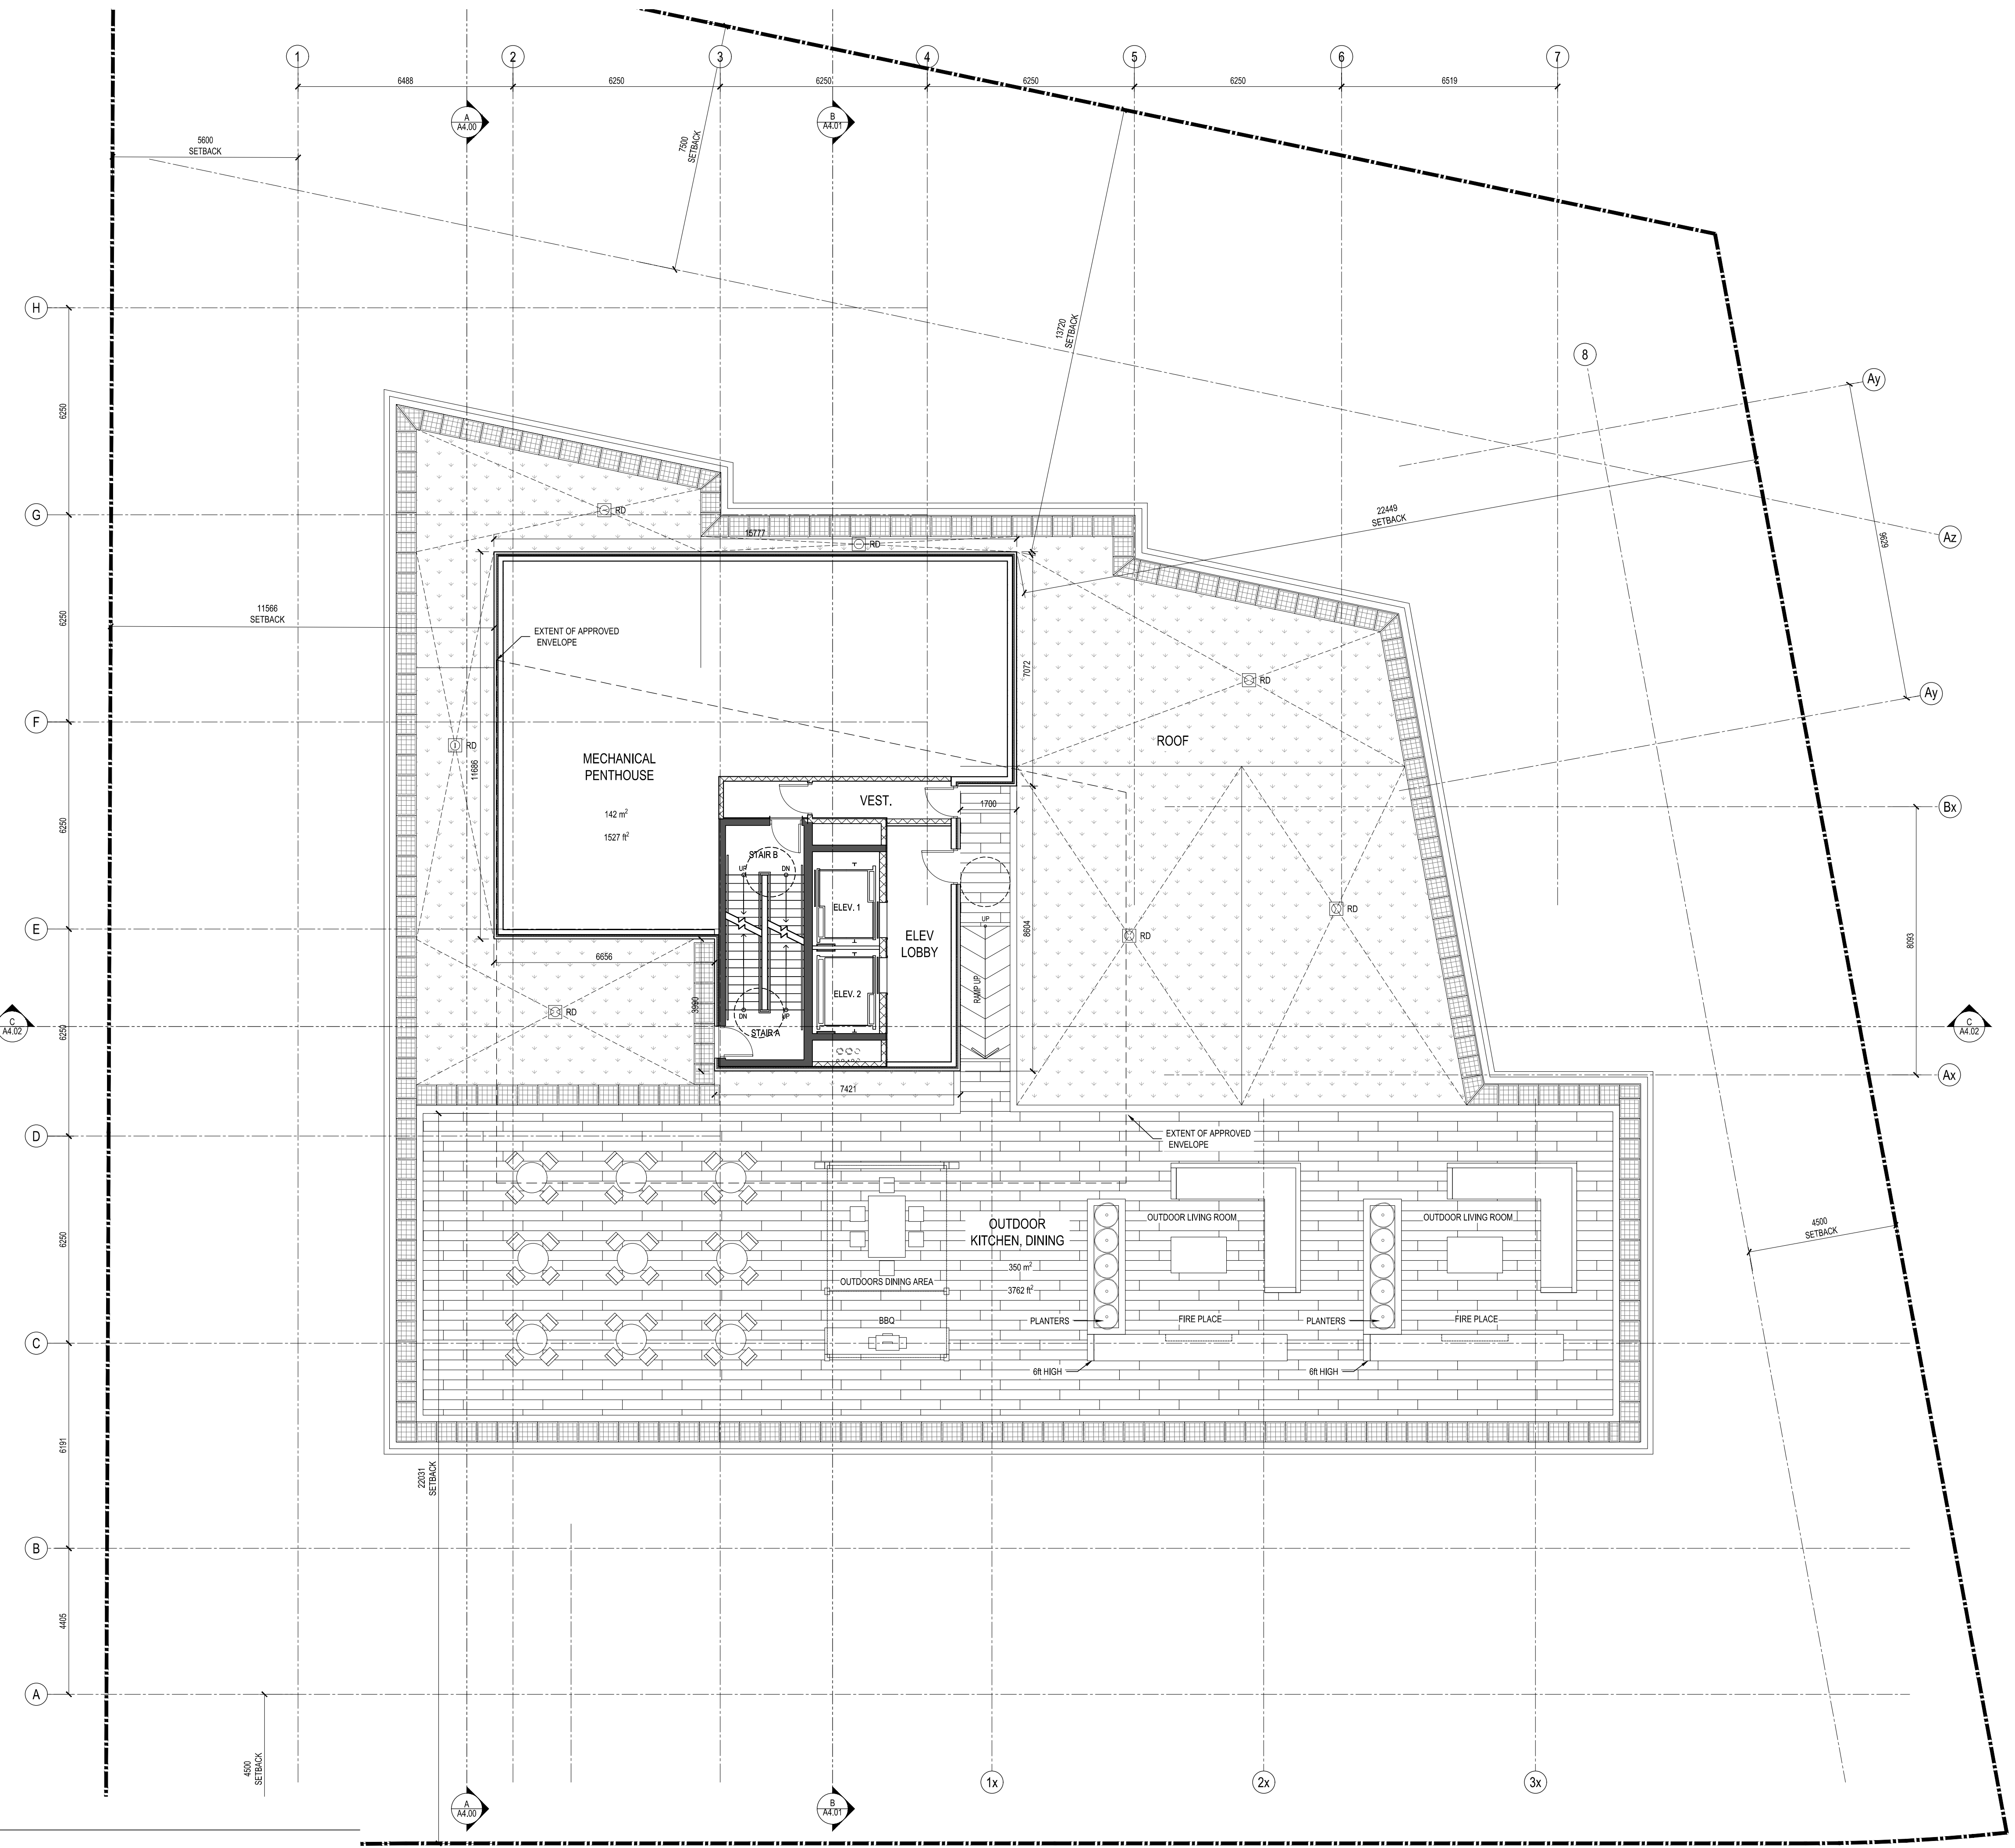 1
2
3
4
5
6
7
6488
6250
6250
6250
6250
6519
A
A4.00
B
A4.01
5600
SETBACK
7500
SETBACK
13720
SETBACK
H
8
Ay
6250
22449
SETBACK
G
RD
15777
RD
Az
9629
11566
SETBACK
6250
EXTENT OF APPROVED
ENVELOPE
7072
RD
Ay
F
RD
11686
MECHANICAL
PENTHOUSE
142 m²
1527 ft²
ROOF
VEST.
1700
Bx
6250
STAIR B
UP
DN
ELEV. 1
UP
RD
E
ELEV
LOBBY
8604
RD
8093
6656
3990
ELEV. 2
RAMP UP
RD
DN
UP
STAIR A
C
A4.02
6250
C
A4.02
7421
Ax
D
EXTENT OF APPROVED
ENVELOPE
6250
OUTDOOR
KITCHEN, DINING
350 m²
3762 ft²
OUTDOOR LIVING ROOM
OUTDOOR LIVING ROOM
4500
SETBACK
OUTDOORS DINING AREA
BBQ
PLANTERS
FIRE PLACE
PLANTERS
FIRE PLACE
C
6ft HIGH
6ft HIGH
6191
22031
SETBACK
B
4405
A
4500
SETBACK
1x
2x
3x
A
A4.00
B
A4.01